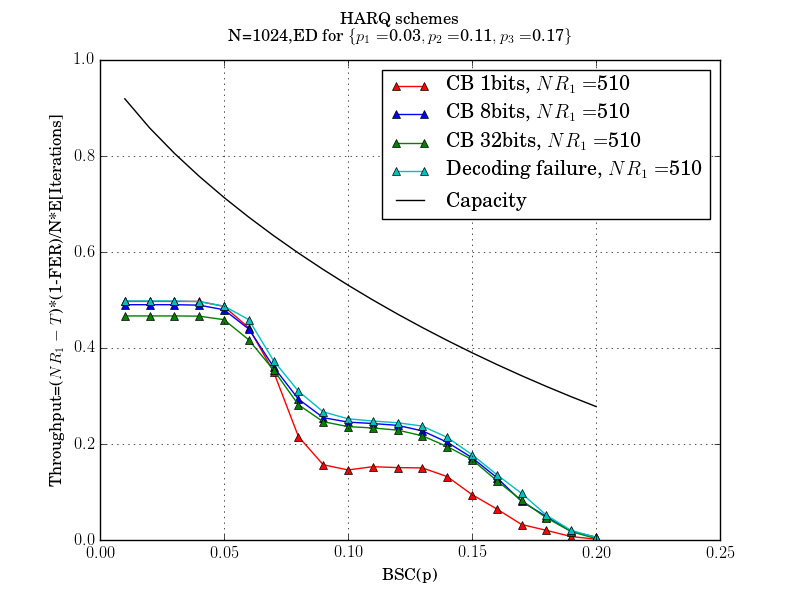 HARQ schemes
N=1024,ED for {p₁ =0.03, p₂ =0.11, p₃ =0.17}
Throughput=(NR₁ − T)*(1-FER)/N*E[Iterations]
1.0
0.8
0.6
0.4
0.2
0.0
CB 1bits, NR₁ =510
CB 8bits, NR₁ =510
CB 32bits, NR₁ =510
Decoding failure, NR₁ =510
Capacity
0.00 0.05 0.10 0.15 0.20 0.25
BSC(p)